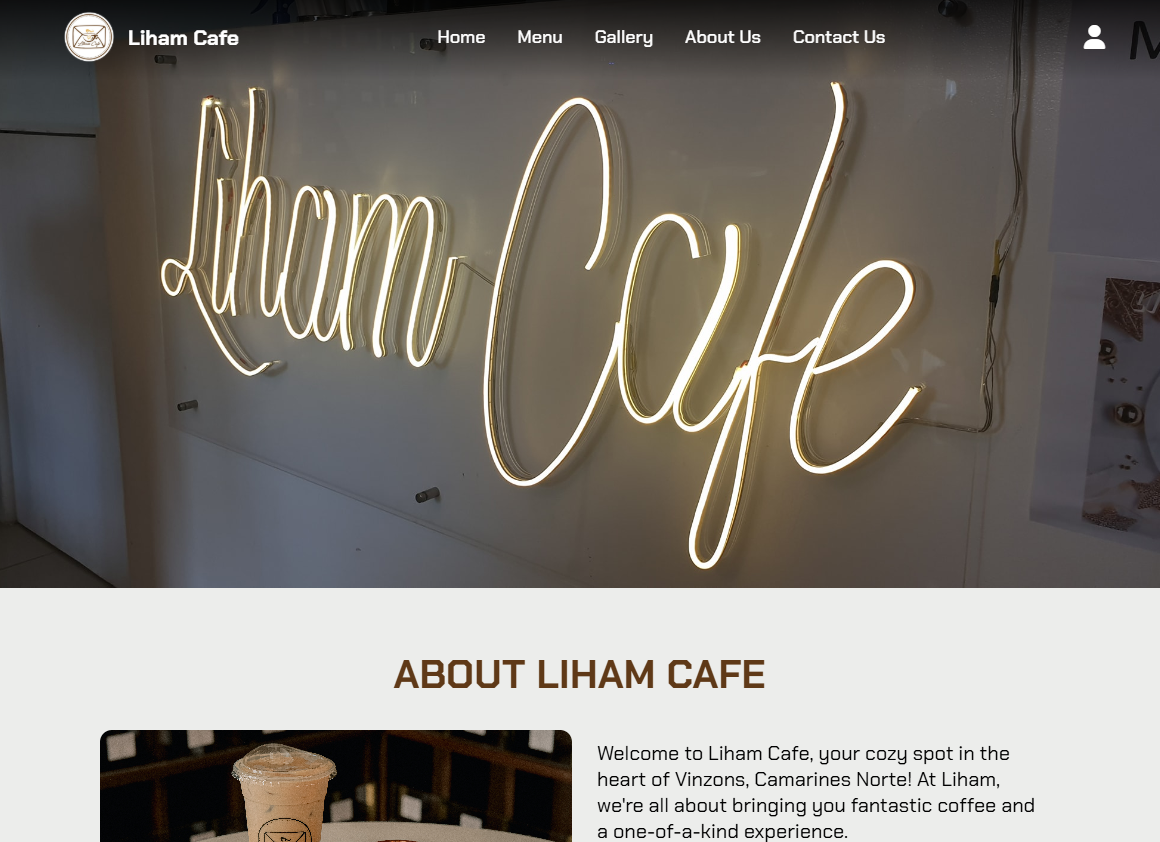 Liham Cafe
Home
Menu
Gallery
About Us
Contact Us
Liham Cafe
ABOUT LIHAM CAFE
Welcome to Liham Cafe, your cozy spot in the
heart of Vinzons, Camarines Norte! At Liham,
we're all about bringing you fantastic coffee and
a one-of-a-kind experience.